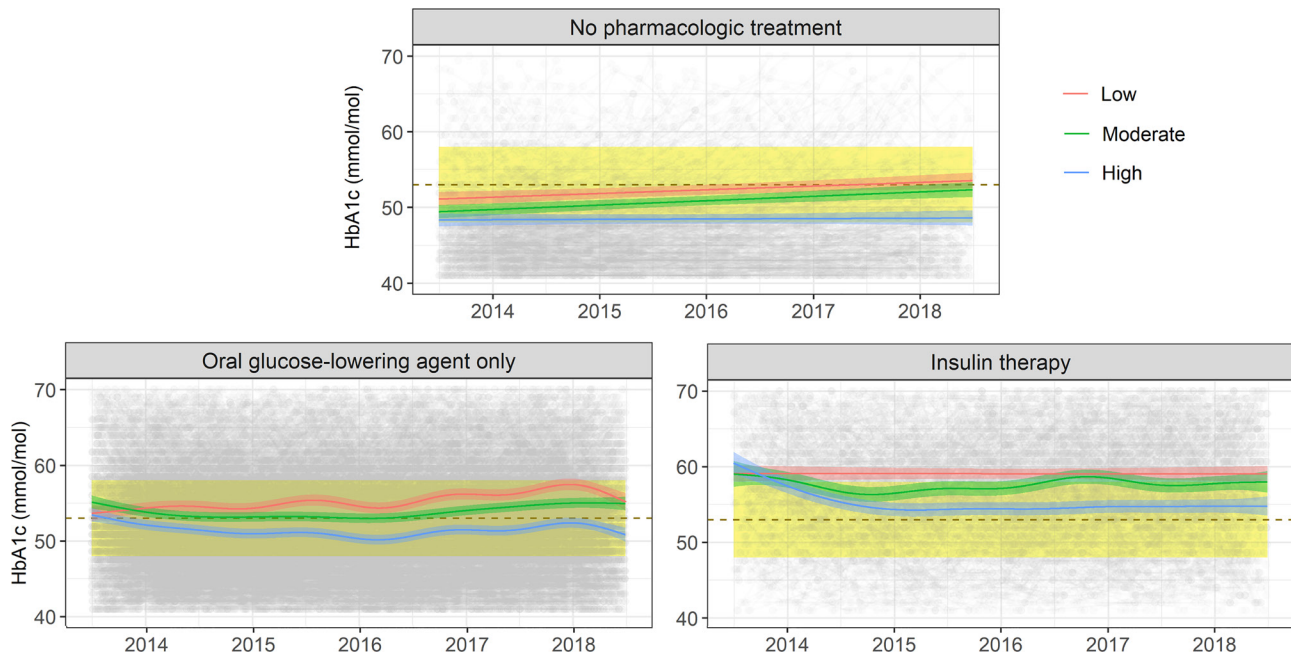 No pharmacologic treatment
HbA1c (mmol/mol)
70
60
50
40
2014 2015 2016 2017 2018
Low
Moderate
High
Oral glucose-lowering agent only
HbA1c (mmol/mol)
70
60
50
40
2014 2015 2016 2017 2018
Insulin therapy
70
60
50
40
2014 2015 2016 2017 2018